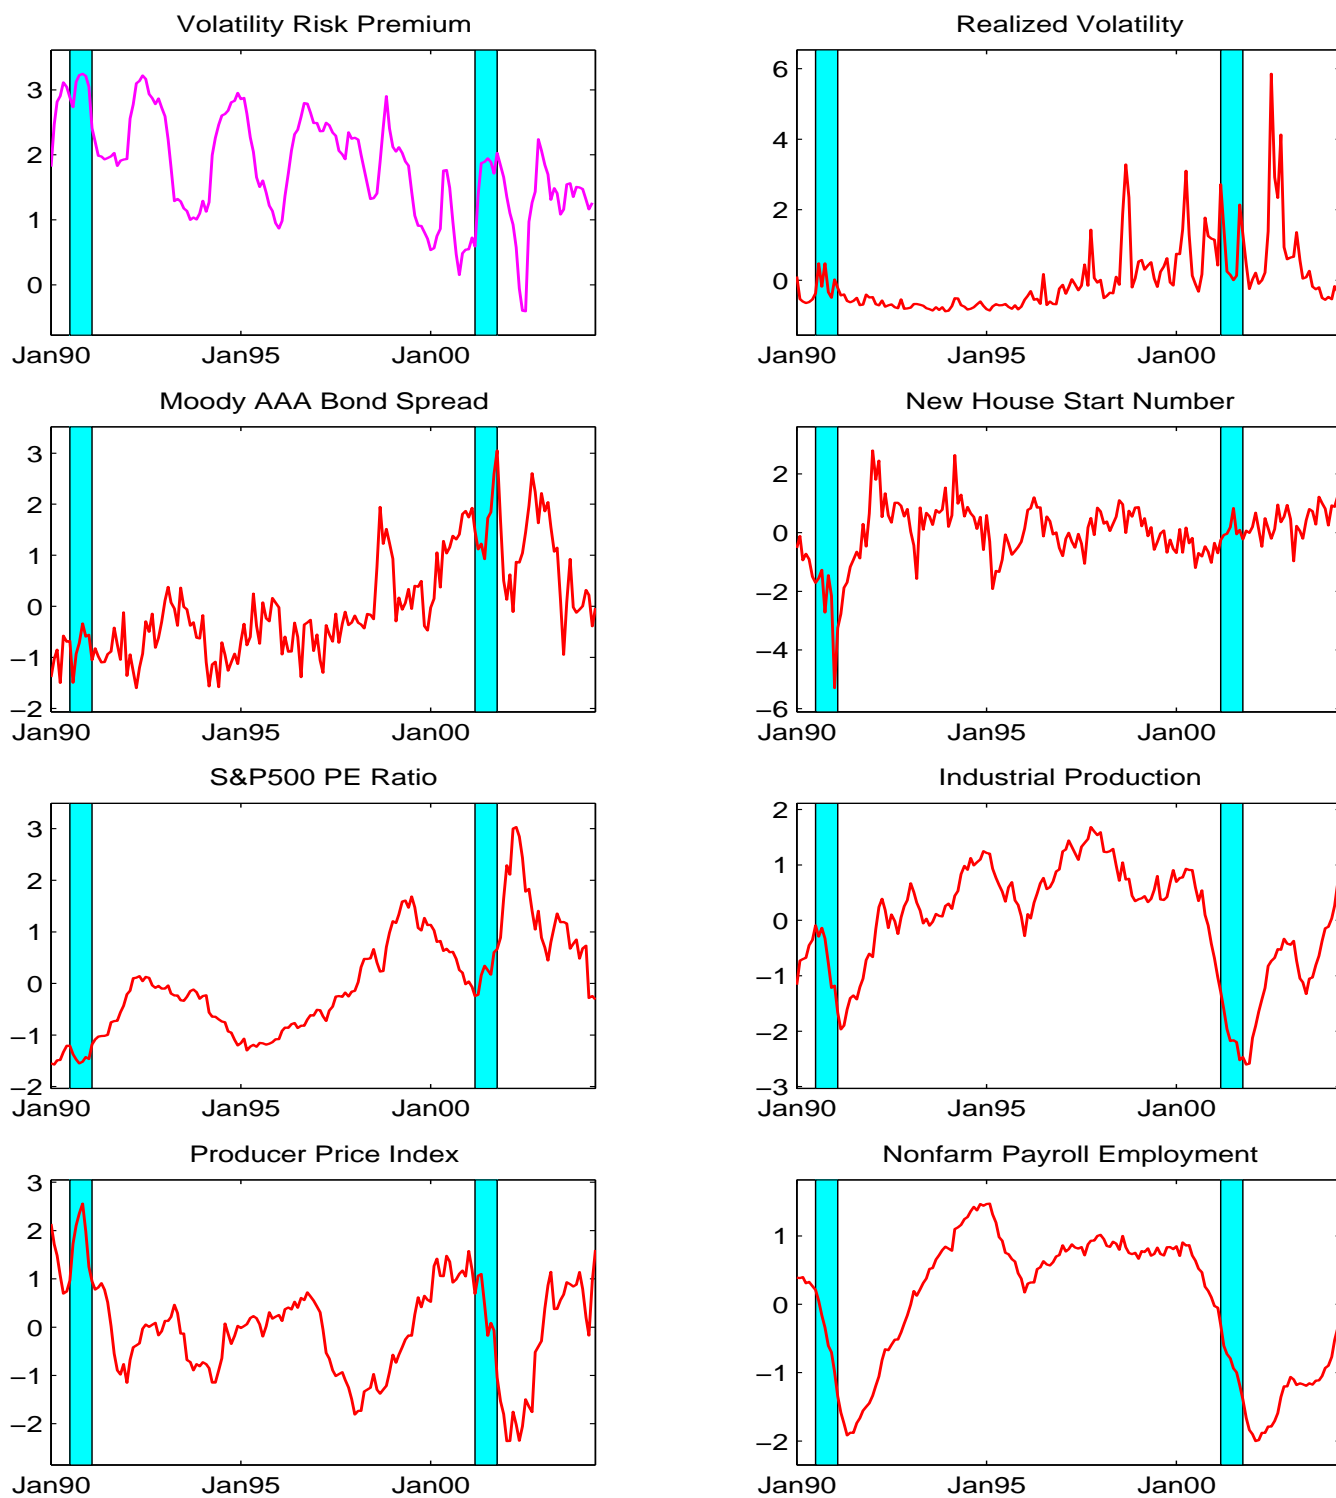 Volatility Risk Premium
3
2
1
0
Jan90 Jan95 Jan00
Realized Volatility
6
4
2
0
Jan90 Jan95 Jan00
Moody AAA Bond Spread
3
2
1
0
−1
−2
Jan90 Jan95 Jan00
New House Start Number
2
0
−2
−4
−6
Jan90 Jan95 Jan00
S&P500 PE Ratio
3
2
1
0
−1
−2
Jan90 Jan95 Jan00
Industrial Production
2
1
0
−1
−2
−3
Jan90 Jan95 Jan00
Producer Price Index
3
2
1
0
−1
−2
Jan90 Jan95 Jan00
Nonfarm Payroll Employment
1
0
−1
−2
Jan90 Jan95 Jan00